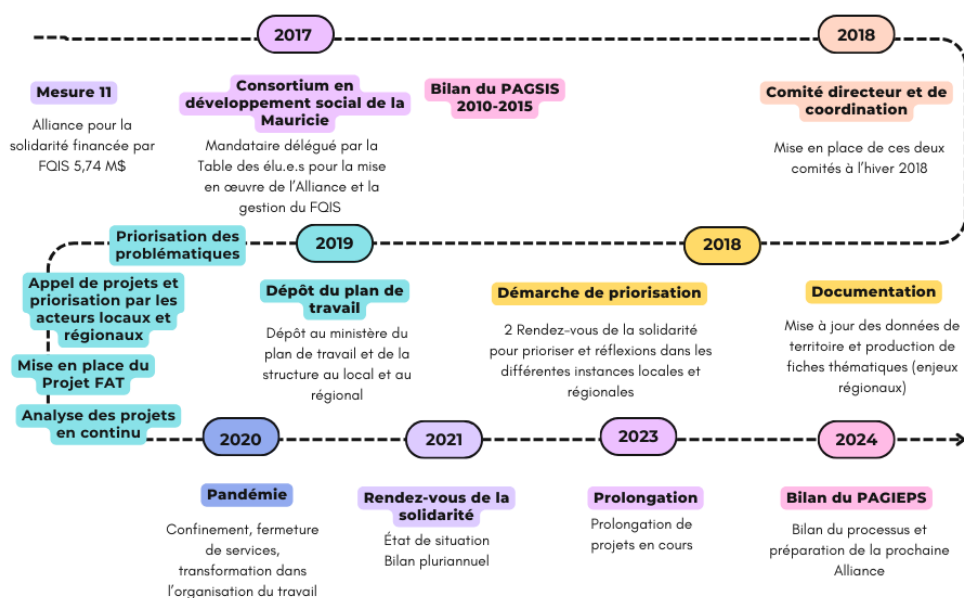 2017
2018
Mesure 11
Alliance pour la
solidarité financée par
FQIS 5,74 M$
Consortium en
développement social de la
Mauricie
Mandataire délégué par la
Table des élu.e.s pour la mise
en œuvre de l'Alliance et la
gestion du FQIS
Bilan du PAGSIS
2010-2015
Comité directeur et de
coordination
Mise en place de ces deux
comités à l'hiver 2018
2018
Documentation
Mise à jour des données de
territoire et production de
fiches thématiques (enjeux
régionaux)
Démarche de priorisation
2 Rendez-vous de la solidarité
pour prioriser et réflexions dans les
différentes instances locales et
régionales
2019
Dépôt du plan de
travail
Dépôt au ministère du
plan de travail et de la
structure au local et au
régional
Priorisation des
problématiques
Appel de projets et
priorisation par les
acteurs locaux et
régionaux
Mise en place du
Projet FAT
Analyse des projets
en continu
2020
Pandémie
Confinement, fermeture
de services,
transformation dans
l'organisation du travail
2021
Rendez-vous de la
solidarité
État de situation
Bilan pluriannuel
2023
Prolongation
Prolongation de
projets en cours
2024
Bilan du PAGIEPS
Bilan du processus et
préparation de la prochaine
Alliance